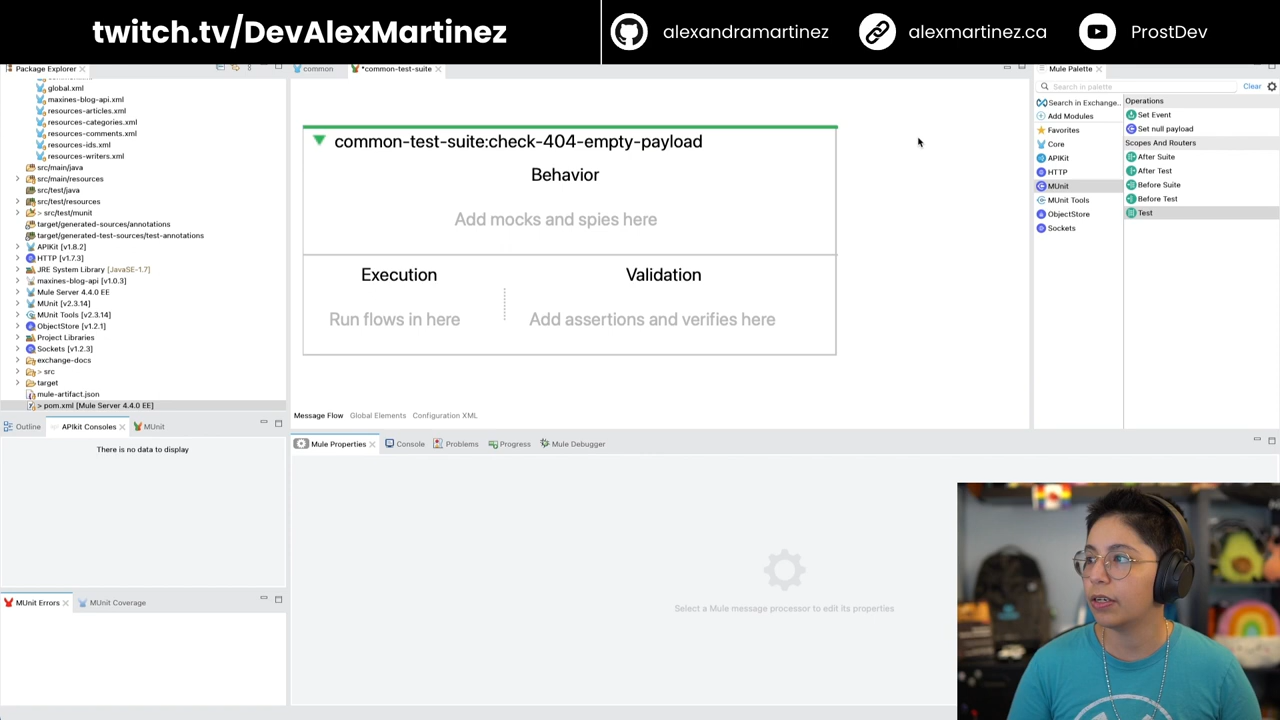 twitch.tv/DevAlexMartinez
alexandramartinez
alexmartinez.ca
ProstDev
Package Explorer
common
*common-test-suite
Mule Palette
global.xml
maxines-blog-api.xml
resources-articles.xml
resources-categories.xml
resources-comments.xml
resources-ids.xml
resources-writers.xml
src/main/java
src/main/resources
src/test/java
src/test/resources
> src/test/munit
target/generated-sources/annotations
target/generated-test-sources/test-annotations
APIKit [v1.8.2]
HTTP [v1.7.3]
JRE System Library [JavaSE-1.7]
maxines-blog-api [v1.0.3]
Mule Server 4.4.0 EE
MUnit [v2.3.14]
MUnit Tools [v2.3.14]
ObjectStore [v1.2.1]
Project Libraries
Sockets [v1.2.3]
exchange-docs
> src
target
mule-artifact.json
> pom.xml [Mule Server 4.4.0 EE]
common-test-suite:check-404-empty-payload
Behavior
Add mocks and spies here
Execution
Validation
Run flows in here
Add assertions and verifies here
Message Flow
Global Elements
Configuration XML
Search in palette
Clear
Search in Exchange..
Add Modules
Favorites
Core
APIKit
HTTP
MUnit
MUnit Tools
ObjectStore
Sockets
Operations
Set Event
Set null payload
Scopes And Routers
After Suite
After Test
Before Suite
Before Test
Test
Outline
APIkit Consoles
MUnit
There is no data to display
MUnit Errors
MUnit Coverage
Mule Properties
Console
Problems
Progress
Mule Debugger
Select a Mule message processor to edit its properties